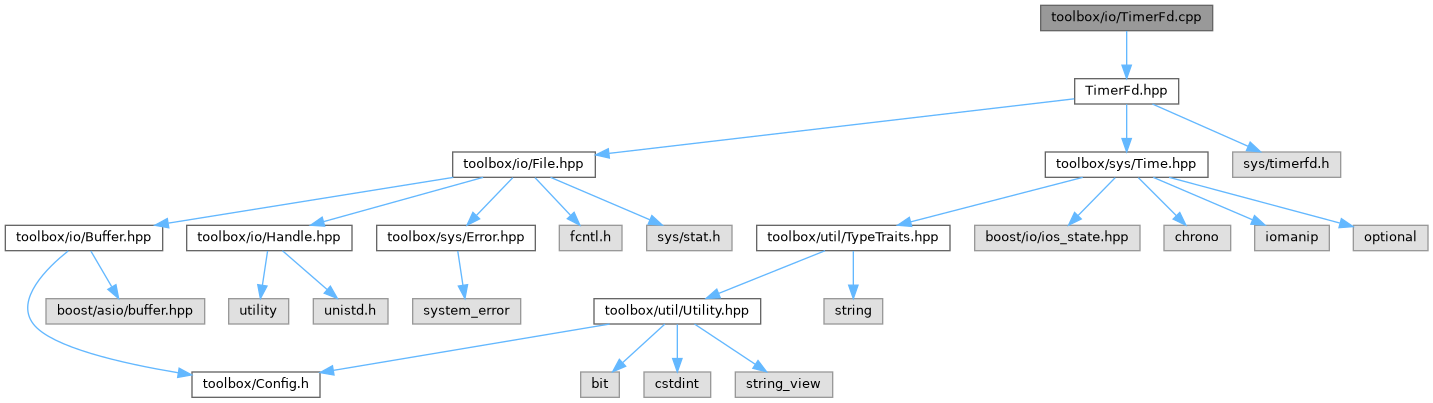 toolbox/io/TimerFd.cpp
TimerFd.hpp
toolbox/io/File.hpp
toolbox/sys/Time.hpp
sys/timerfd.h
toolbox/io/Buffer.hpp
toolbox/io/Handle.hpp
toolbox/sys/Error.hpp
fcntl.h
sys/stat.h
toolbox/util/TypeTraits.hpp
boost/io/ios_state.hpp
chrono
iomanip
optional
boost/asio/buffer.hpp
utility
unistd.h
system_error
toolbox/util/Utility.hpp
string
toolbox/Config.h
bit
cstdint
string_view